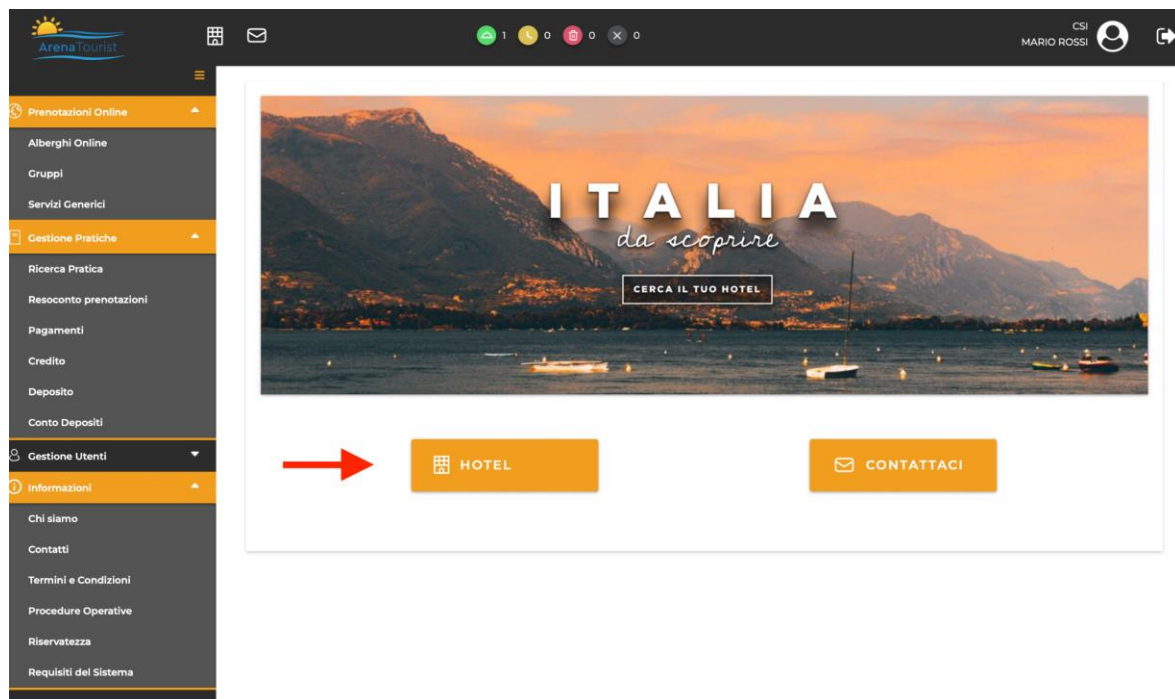 ArenaTourist
1 0 0 0
CSI
MARIO ROSSI
Prenotazioni Online
Alberghi Online
Gruppi
Servizi Generici
Gestione Pratiche
Ricerca Pratica
Resoconto prenotazioni
Pagamenti
Credito
Deposito
Conto Depositi
Gestione Utenti
Informazioni
Chi siamo
Contatti
Termini e Condizioni
Procedure Operative
Riservatezza
Requisiti del Sistema
ITALIA
da scoprire
CERCA IL TUO HOTEL
HOTEL
CONTATTACI